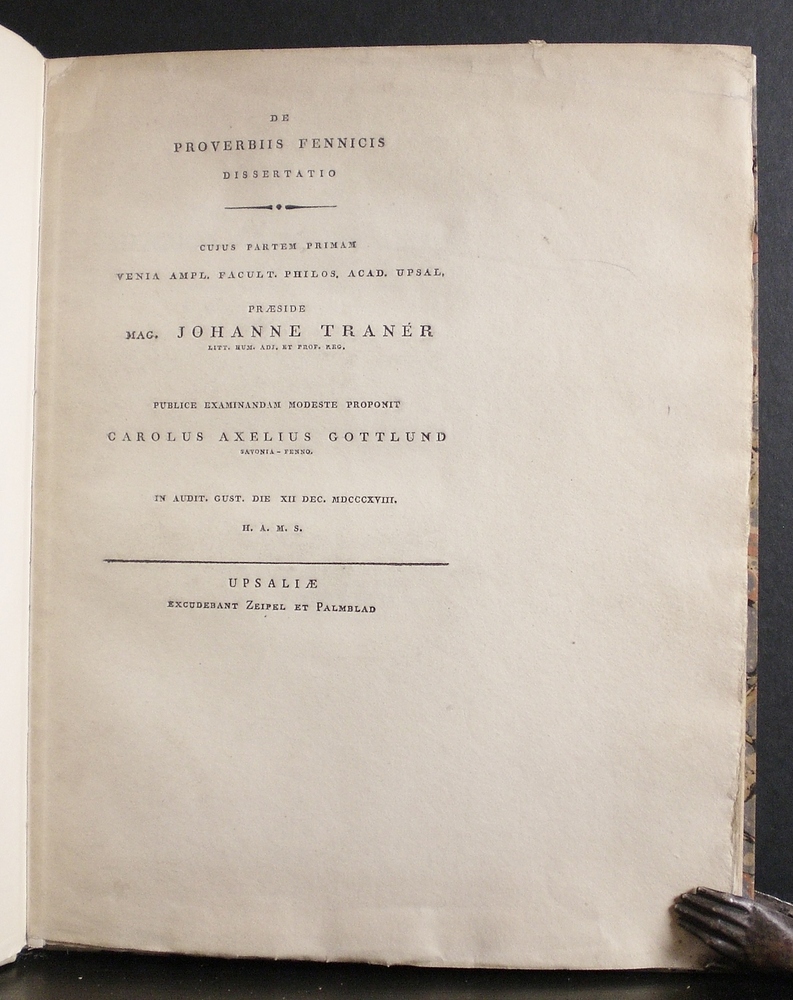 DE
PROVERBIIS FENNICIS
DISSERTATIO
CUJUS PARTEM PRIMAM
VENIA AMPL. FACULT. PHILOS. ACAD. UPSAL.
PRÆSIDE
MAG. JOHANNE TRANÉR
LITT. HUM. ADJ. ET PROF. REG.
PUBLICE EXAMINANDAM MODESTE PROPONIT
CAROLUS AXELIUS GOTTLUND
SAVONIA - FENNO.
IN AUDIT. GUST. DIE XII DEC. MDCCCXVIII.
H. A. M. S.
UPSALIÆ
EXCUDEBANT ZEIPEL ET PALMBLAD